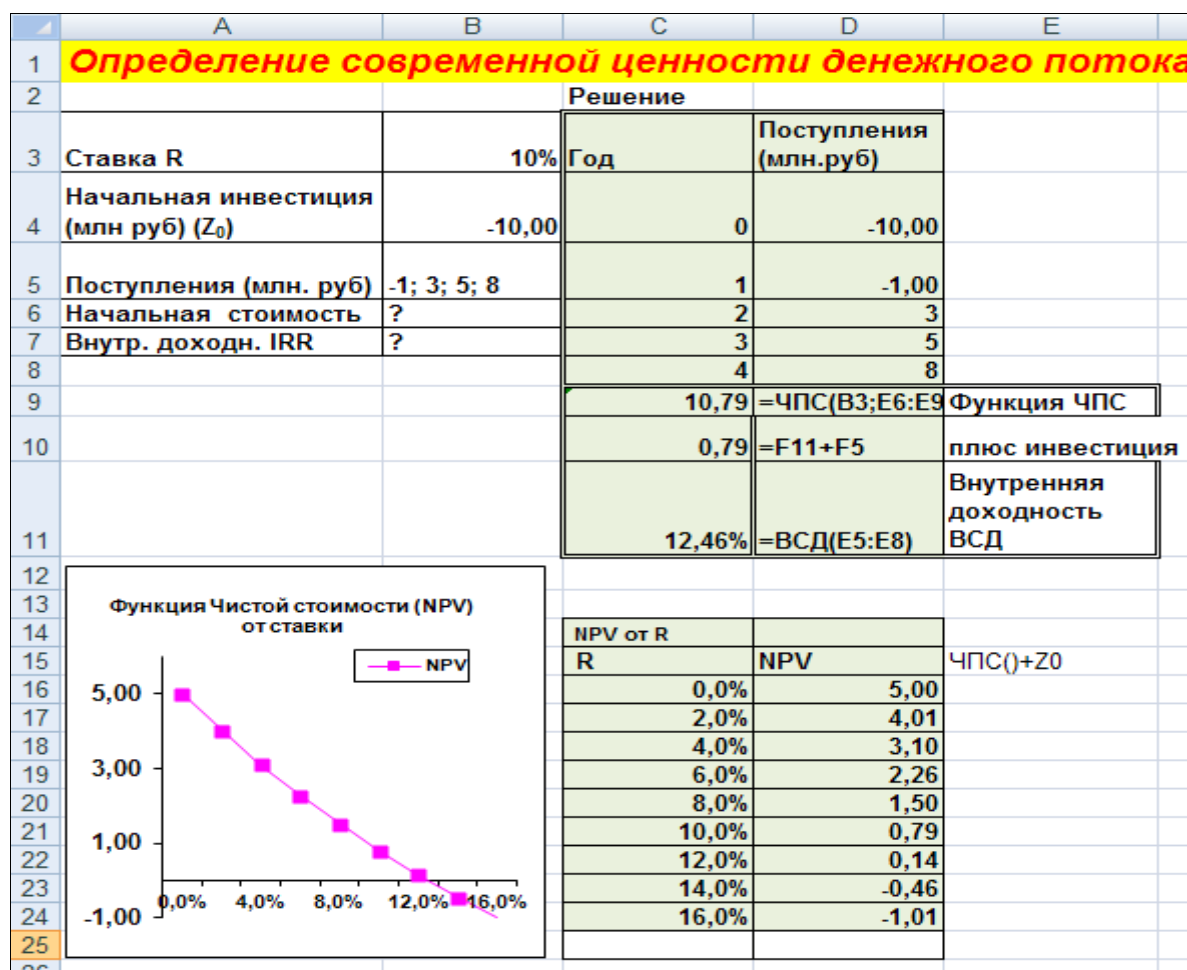 A B C D E
1 Определение современной ценности денежного потока
2 Решение
3 Ставка R 10% Год Поступления (млн.руб)
4 Начальная инвестиция (млн руб) (Z₀) -10,00 0 -10,00
5 Поступления (млн. руб) -1; 3; 5; 8 1 -1,00
6 Начальная стоимость ? 2 3
7 Внутр. доходн. IRR ? 3 5
8 4 8
9 10,79 =ЧПС(B3;E6:E9 Функция ЧПС
10 0,79 =F11+F5 плюс инвестиция
11 12,46% =ВСД(E5:E8) Внутренняя доходность ВСД
12
13
14 NPV от R
15 R NPV ЧПС()+Z0
16 0,0% 5,00
17 2,0% 4,01
18 4,0% 3,10
19 6,0% 2,26
20 8,0% 1,50
21 10,0% 0,79
22 12,0% 0,14
23 14,0% -0,46
24 16,0% -1,01
25
Функция Чистой стоимости (NPV)
от ставки
NPV
5,00
3,00
1,00
-1,00
0,0% 4,0% 8,0% 12,0% 16,0%